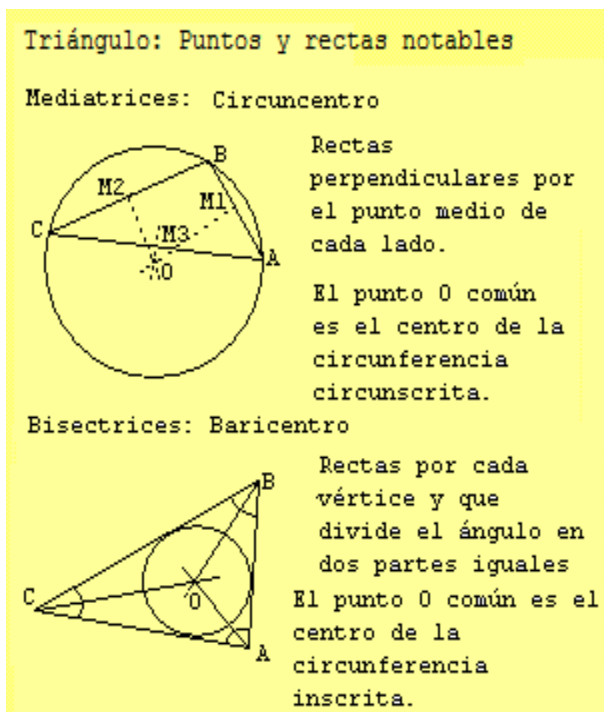 Triángulo: Puntos y rectas notables
Mediatrices: Circuncentro
B
M2
M1
C
M3
A
O
Rectas
perpendiculares por
el punto medio de
cada lado.
El punto O común
es el centro de la
circunferencia
circunscrita.
Bisectrices: Baricentro
B
C
O
A
Rectas por cada
vértice y que
divide el ángulo en
dos partes iguales
El punto O común es el
centro de la
circunferencia
inscrita.